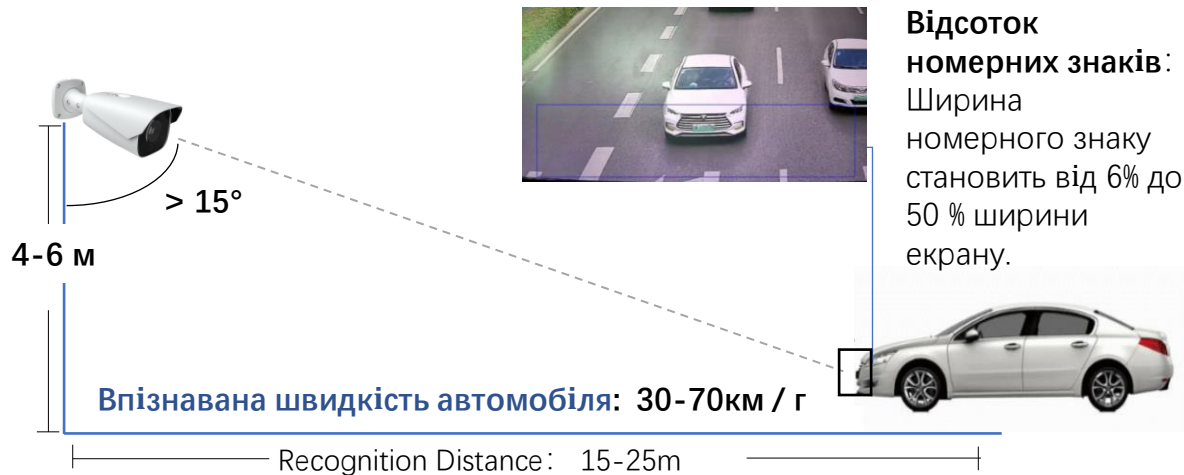 Відсоток
номерних знаків:
Ширина
номерного знаку
становить від 6% до
50 % ширини
екрану.
> 15°
4-6 м
Впізнавана швидкість автомобіля: 30-70км / г
Recognition Distance: 15-25m